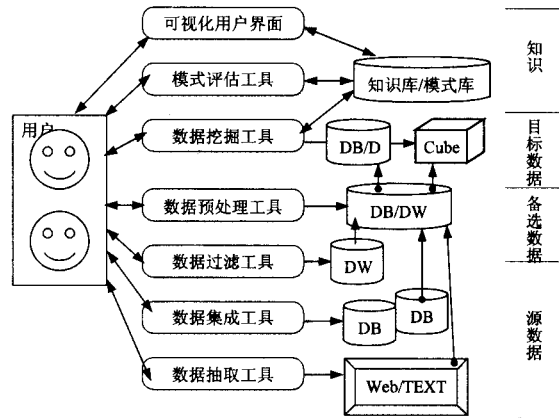 可视化用户界面
知识
模式评估工具
知识库/模式库
用户
数据挖掘工具
DB/D
Cube
目标数据
数据预处理工具
DB/DW
备选数据
数据过滤工具
DW
数据集成工具
DB
DB
源数据
数据抽取工具
Web/TEXT